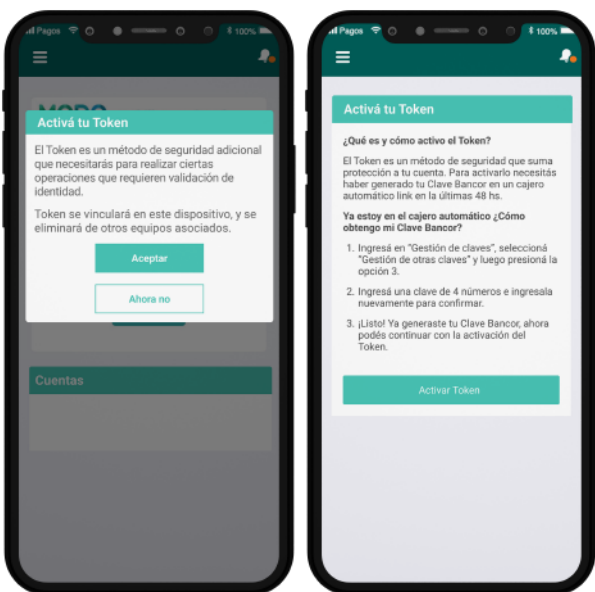 Pagos
100%
MODO
Activá tu Token
El Token es un método de seguridad adicional
que necesitarás para realizar ciertas
operaciones que requieren validación de
identidad.
Token se vinculará en este dispositivo, y se
eliminará de otros equipos asociados.
Aceptar
Ahora no
Cuentas
Pagos
100%
Activá tu Token
¿Qué es y cómo activo el Token?
El Token es un método de seguridad que suma
protección a tu cuenta. Para activarlo necesitás
haber generado tu Clave Bancor en un cajero
automático link en la últimas 48 hs.
Ya estoy en el cajero automático ¿Cómo
obtengo mi Clave Bancor?
1. Ingresá en "Gestión de claves", seleccioná
"Gestión de otras claves" y luego presioná la
opción 3.
2. Ingresá una clave de 4 números e ingresala
nuevamente para confirmar.
3. ¡Listo! Ya generaste tu Clave Bancor, ahora
podés continuar con la activación del
Token.
Activar Token